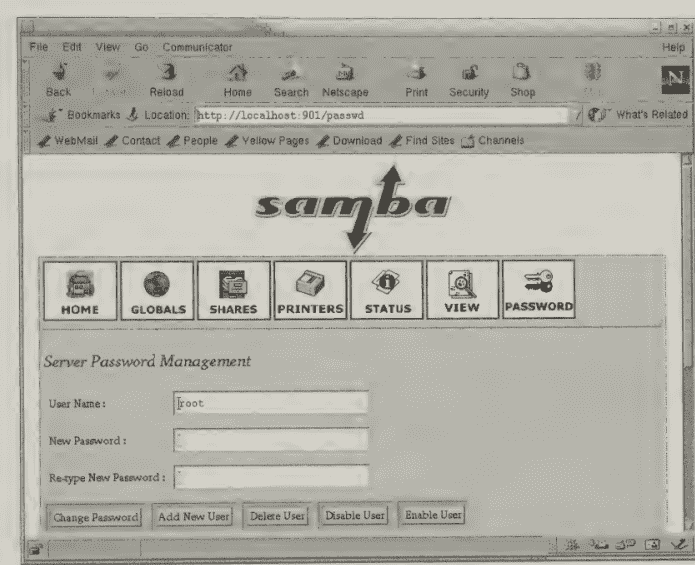 File Edit View Go Communicator Help
Back Reload Home Search Netscape Print Security Shop
Bookmarks Location: http://localhost:901/passwd What's Related
WebMail Contact People Yellow Pages Download Find Sites Channels
samba
HOME GLOBALS SHARES PRINTERS STATUS VIEW PASSWORD
Server Password Management
User Name : root
New Password :
Re-type New Password :
Change Password Add New User Delete User Disable User Enable User